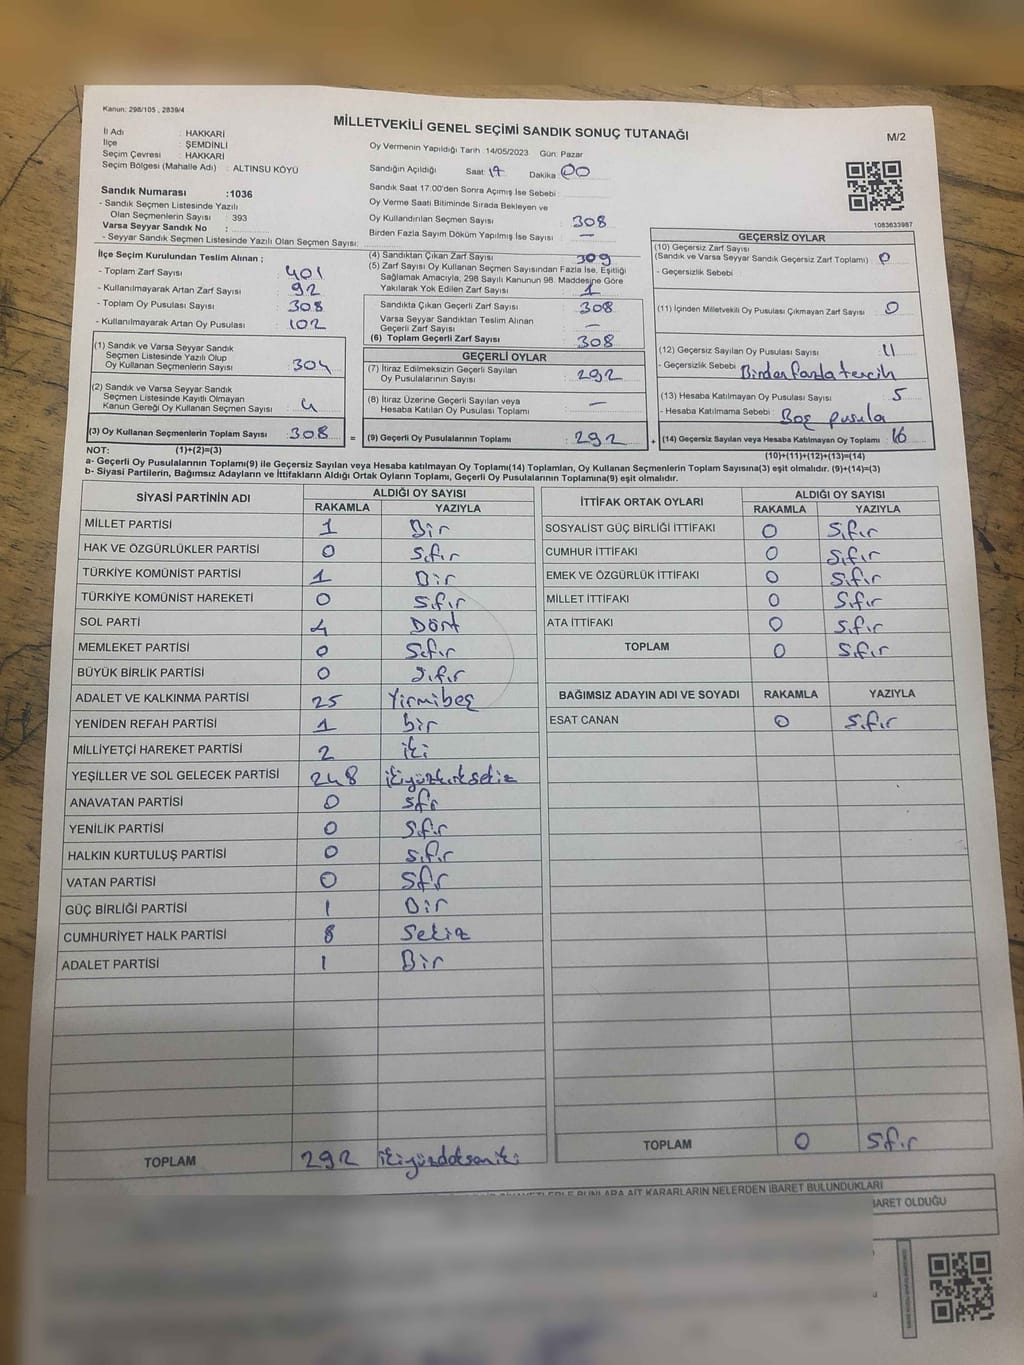 Kanun: 298/105 , 2839/4
MİLLETVEKİLİ GENEL SEÇİMİ SANDIK SONUÇ TUTANAĞI
M/2
İl Adı : HAKKARİ
İlçe : ŞEMDİNLİ
Seçim Çevresi : HAKKARİ
Seçim Bölgesi (Mahalle Adı) : ALTINSU KÖYÜ
Sandık Numarası :1036
- Sandık Seçmen Listesinde Yazılı
Olan Seçmenlerin Sayısı : 393
Varsa Seyyar Sandık No :
- Seyyar Sandık Seçmen Listesinde Yazılı Olan Seçmen Sayısı:
Oy Vermenin Yapıldığı Tarih :14/05/2023 Gün: Pazar
Sandığın Açıldığı Saat: 17 Dakika: 00
Sandık Saat 17:00'den Sonra Açımış İse Sebebi:
Oy Verme Saati Bitiminde Sırada Bekleyen ve
Oy Kullandırılan Seçmen Sayısı : 308
Birden Fazla Sayım Döküm Yapılmış İse Sayısı : —
1083633987
İlçe Seçim Kurulundan Teslim Alınan ;
- Toplam Zarf Sayısı : 401
- Kullanılmayarak Artan Zarf Sayısı : 92
- Toplam Oy Pusulası Sayısı : 308
- Kullanılmayarak Artan Oy Pusulası : 102
(1) Sandık ve Varsa Seyyar Sandık
Seçmen Listesinde Yazılı Olup
Oy Kullanan Seçmenlerin Sayısı : 304
(2) Sandık ve Varsa Seyyar Sandık
Seçmen Listesinde Kayıtlı Olmayan
Kanun Gereği Oy Kullanan Seçmen Sayısı : 4
(3) Oy Kullanan Seçmenlerin Toplam Sayısı : 308
(4) Sandıktan Çıkan Zarf Sayısı : 309
(5) Zarf Sayısı Oy Kullanan Seçmen Sayısından Fazla İse, Eşitliği
Sağlamak Amacıyla, 298 Sayılı Kanunun 98. Maddesine Göre
Yakılarak Yok Edilen Zarf Sayısı : 1
Sandıkta Çıkan Geçerli Zarf Sayısı : 308
Varsa Seyyar Sandıktan Teslim Alınan
Geçerli Zarf Sayısı : —
(6) Toplam Geçerli Zarf Sayısı : 308
GEÇERLİ OYLAR
(7) İtiraz Edilmeksizin Geçerli Sayılan
Oy Pusulalarının Sayısı : 292
(8) İtiraz Üzerine Geçerli Sayılan veya
Hesaba Katılan Oy Pusulası Toplamı : —
= (9) Geçerli Oy Pusulalarının Toplamı : 292
GEÇERSİZ OYLAR
(10) Geçersiz Zarf Sayısı
(Sandık ve Varsa Seyyar Sandık Geçersiz Zarf Toplamı) : 0
- Geçersizlik Sebebi
(11) İçinden Milletvekili Oy Pusulası Çıkmayan Zarf Sayısı : 0
(12) Geçersiz Sayılan Oy Pusulası Sayısı : 11
- Geçersizlik Sebebi : Birden fazla tercih
(13) Hesaba Katılmayan Oy Pusulası Sayısı : 5
- Hesaba Katılmama Sebebi : Boş pusula
+ (14) Geçersiz Sayılan veya Hesaba Katılmayan Oy Toplamı : 16
NOT: (1)+(2)=(3)
(10)+(11)+(12)+(13)=(14)
a- Geçerli Oy Pusulalarının Toplamı(9) ile Geçersiz Sayılan veya Hesaba katılmayan Oy Toplamı(14) Toplamları, Oy Kullanan Seçmenlerin Toplam Sayısına(3) eşit olmalıdır. (9)+(14)=(3)
b- Siyasi Partilerin, Bağımsız Adayların ve İttifakların Aldığı Ortak Oyların Toplamı, Geçerli Oy Pusulalarının Toplamına(9) eşit olmalıdır.
SİYASİ PARTİNİN ADI ALDIĞI OY SAYISI
RAKAMLA YAZIYLA
MİLLET PARTİSİ 1 Bir
HAK VE ÖZGÜRLÜKLER PARTİSİ 0 Sıfır
TÜRKİYE KOMÜNİST PARTİSİ 1 Bir
TÜRKİYE KOMÜNİST HAREKETİ 0 Sıfır
SOL PARTİ 4 Dört
MEMLEKET PARTİSİ 0 Sıfır
BÜYÜK BİRLİK PARTİSİ 0 Sıfır
ADALET VE KALKINMA PARTİSİ 25 Yirmibeş
YENİDEN REFAH PARTİSİ 1 bir
MİLLİYETÇİ HAREKET PARTİSİ 2 iki
YEŞİLLER VE SOL GELECEK PARTİSİ 248 ikiyüzkırksekiz
ANAVATAN PARTİSİ 0 sfr
YENİLİK PARTİSİ 0 Sıfır
HALKIN KURTULUŞ PARTİSİ 0 Sıfır
VATAN PARTİSİ 0 Sfr
GÜÇ BİRLİĞİ PARTİSİ 1 Bir
CUMHURİYET HALK PARTİSİ 8 Sekiz
ADALET PARTİSİ 1 Bir
TOPLAM 292 ikiyüzdoksaniki
İTTİFAK ORTAK OYLARI ALDIĞI OY SAYISI
RAKAMLA YAZIYLA
SOSYALİST GÜÇ BİRLİĞİ İTTİFAKI 0 Sıfır
CUMHUR İTTİFAKI 0 Sıfır
EMEK VE ÖZGÜRLÜK İTTİFAKI 0 Sıfır
MİLLET İTTİFAKI 0 Sıfır
ATA İTTİFAKI 0 Sıfır
TOPLAM 0 Sıfır
BAĞIMSIZ ADAYIN ADI VE SOYADI RAKAMLA YAZIYLA
ESAT CANAN 0 Sıfır
TOPLAM 0 Sıfır
BUNLARA AİT KARARLARIN NELERDEN İBARET BULUNDUKLARI
İBARET OLDUĞU